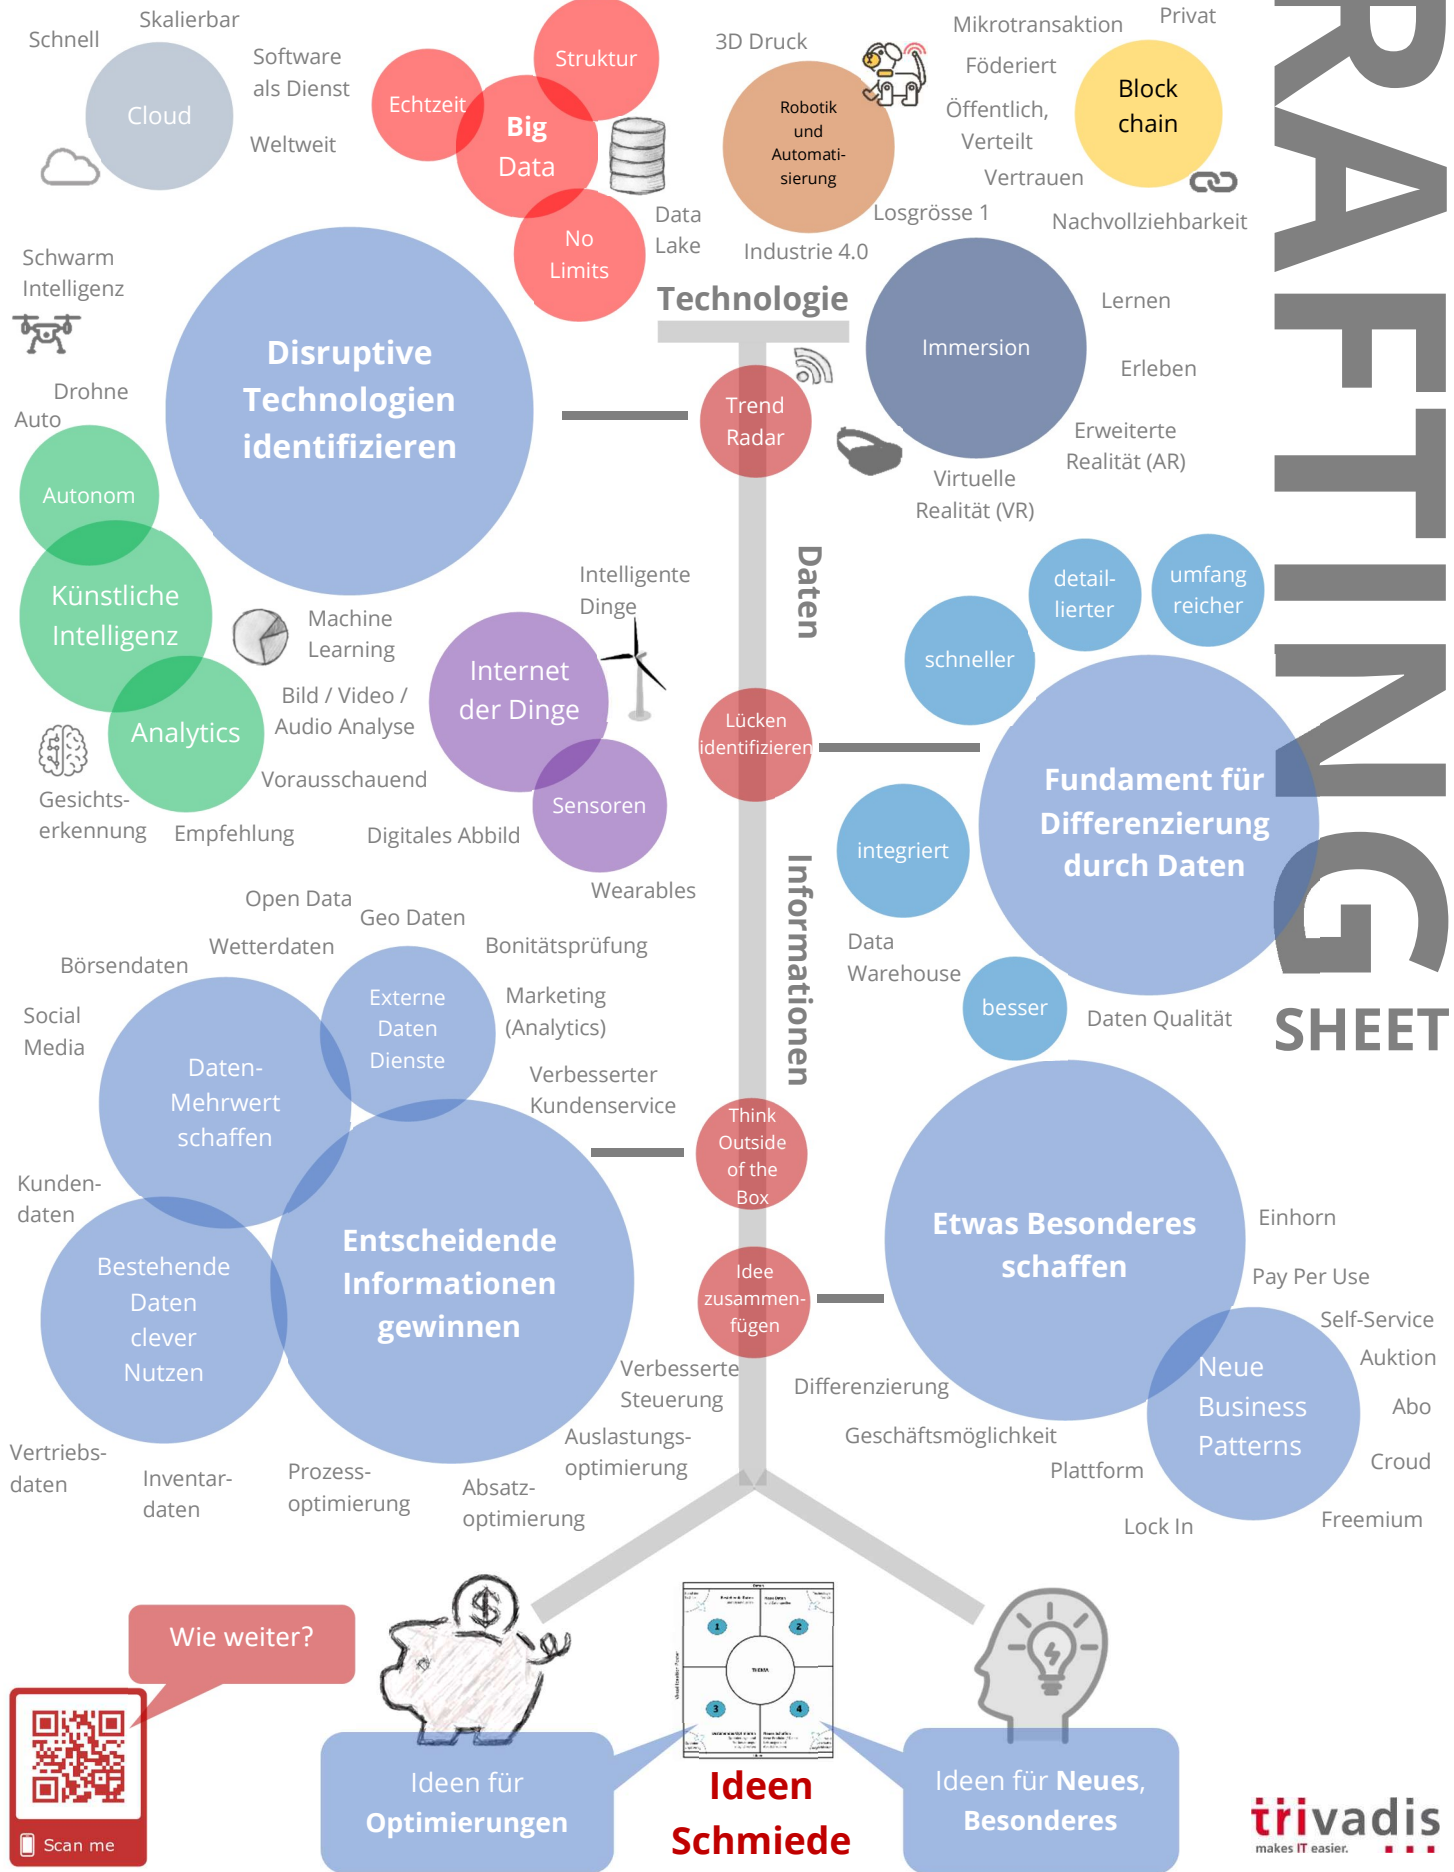 Skalierbar
Schnell
Software
als Dienst
Cloud
Weltweit
Struktur
Echtzeit
Big
Data
No
Limits
Data
Lake
3D Druck
Robotik
und
Automati-
sierung
Losgrösse 1
Industrie 4.0
Mikrotransaktion
Privat
Föderiert
Öffentlich,
Verteilt
Vertrauen
Block
chain
Nachvollziehbarkeit
RAFTING
SHEET
Technologie
Schwarm
Intelligenz
Drohne
Auto
Disruptive
Technologien
identifizieren
Trend
Radar
Immersion
Lernen
Erleben
Erweiterte
Realität (AR)
Virtuelle
Realität (VR)
Autonom
Künstliche
Intelligenz
Analytics
Machine
Learning
Bild / Video /
Audio Analyse
Vorausschauend
Gesichts-
erkennung
Empfehlung
Intelligente
Dinge
Internet
der Dinge
Sensoren
Digitales Abbild
Wearables
Daten
Lücken
identifizieren
detail-
lierter
umfang
reicher
schneller
Fundament für
Differenzierung
durch Daten
integriert
Data
Warehouse
besser
Daten Qualität
Informationen
Open Data
Geo Daten
Wetterdaten
Bonitätsprüfung
Börsendaten
Social
Media
Externe
Daten
Dienste
Marketing
(Analytics)
Daten-
Mehrwert
schaffen
Verbesserter
Kundenservice
Think
Outside
of the
Box
Kunden-
daten
Bestehende
Daten
clever
Nutzen
Entscheidende
Informationen
gewinnen
Idee
zusammen-
fügen
Etwas Besonderes
schaffen
Einhorn
Pay Per Use
Self-Service
Auktion
Abo
Croud
Freemium
Neue
Business
Patterns
Verbesserte
Steuerung
Differenzierung
Geschäftsmöglichkeit
Plattform
Lock In
Auslastungs-
optimierung
Vertriebs-
daten
Inventar-
daten
Prozess-
optimierung
Absatz-
optimierung
Wie weiter?
Scan me
$
Ideen für
Optimierungen
1
2
THEMA
3
4
Ideen
Schmiede
Ideen für Neues,
Besonderes
trivadis
makes IT easier.